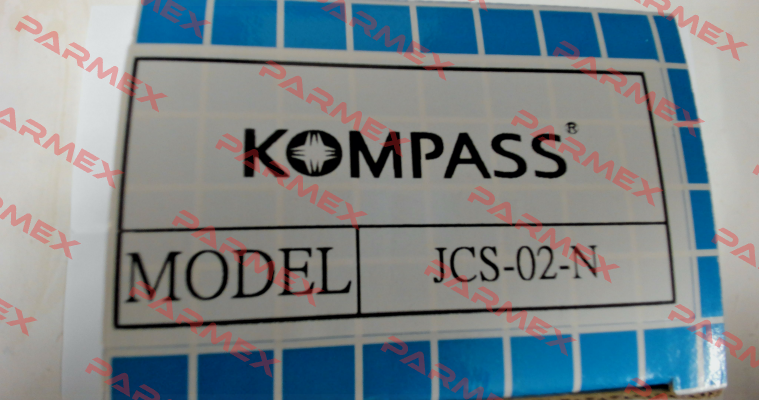 KOMPASS®
MODEL JCS-02-N
PARMEX